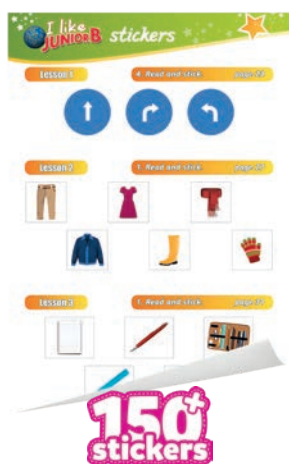 I like
JUNIOR B stickers
Lesson 1 4. Read and stick.
Lesson 2 1. Read and stick.
Lesson 3 1. Read and stick.
150+
stickers